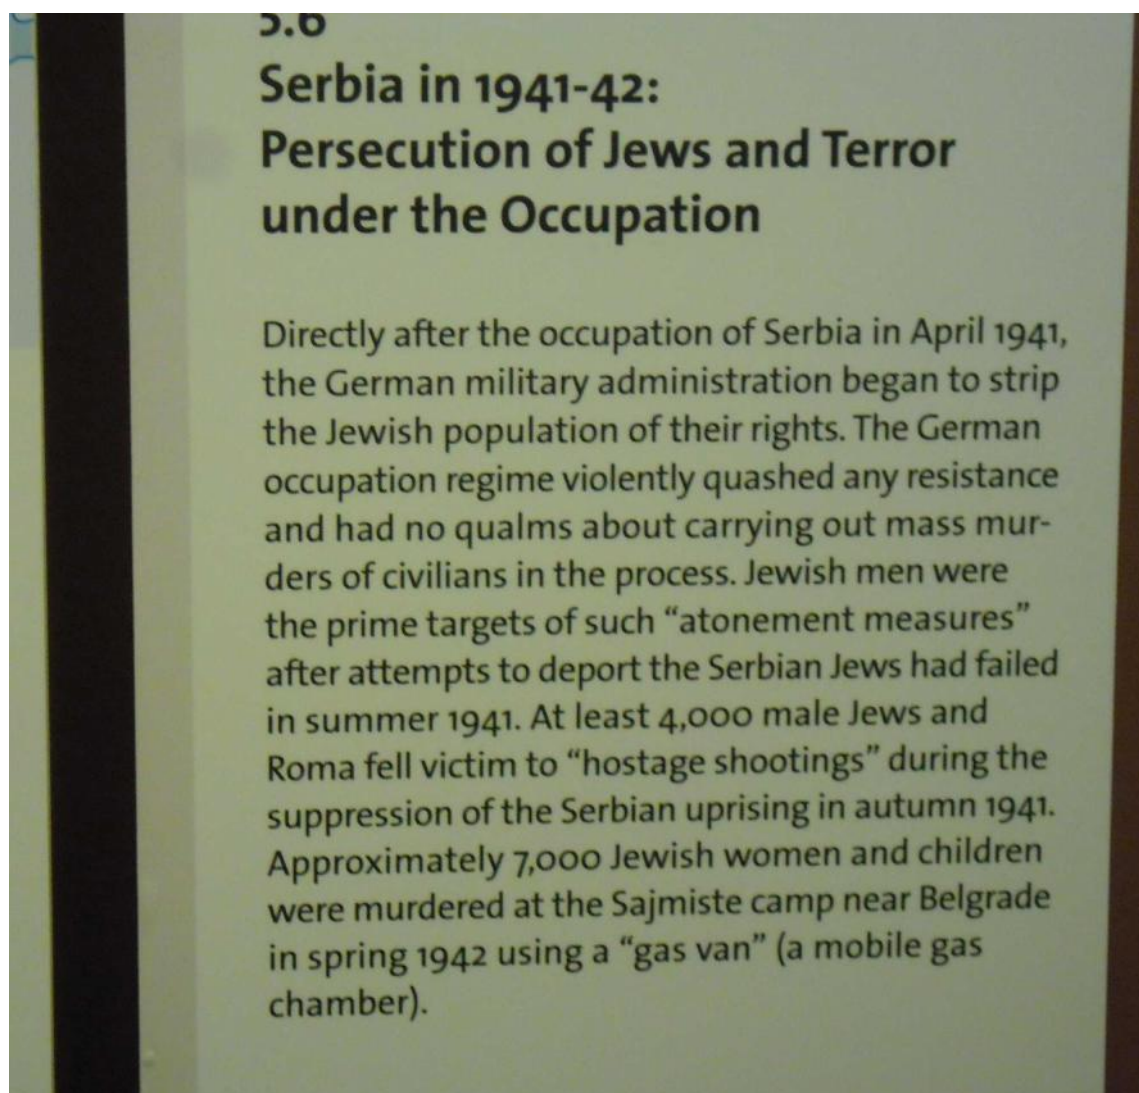 5.6
Serbia in 1941-42:
Persecution of Jews and Terror
under the Occupation
Directly after the occupation of Serbia in April 1941,
the German military administration began to strip
the Jewish population of their rights. The German
occupation regime violently quashed any resistance
and had no qualms about carrying out mass mur-
ders of civilians in the process. Jewish men were
the prime targets of such “atonement measures”
after attempts to deport the Serbian Jews had failed
in summer 1941. At least 4,000 male Jews and
Roma fell victim to “hostage shootings” during the
suppression of the Serbian uprising in autumn 1941.
Approximately 7,000 Jewish women and children
were murdered at the Sajmiste camp near Belgrade
in spring 1942 using a “gas van” (a mobile gas
chamber).